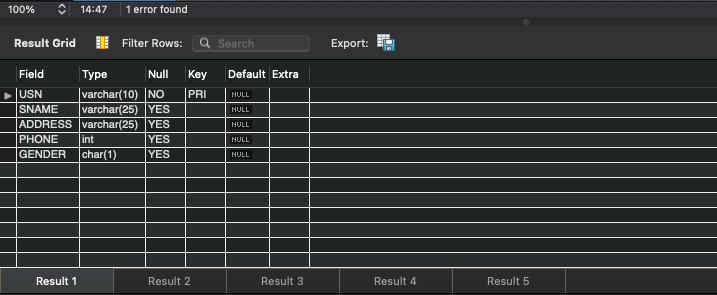 100% 14:47 1 error found
Result Grid Filter Rows: Search Export:
Field Type Null Key Default Extra
USN varchar(10) NO PRI NULL
SNAME varchar(25) YES NULL
ADDRESS varchar(25) YES NULL
PHONE int YES NULL
GENDER char(1) YES NULL
Result 1 Result 2 Result 3 Result 4 Result 5